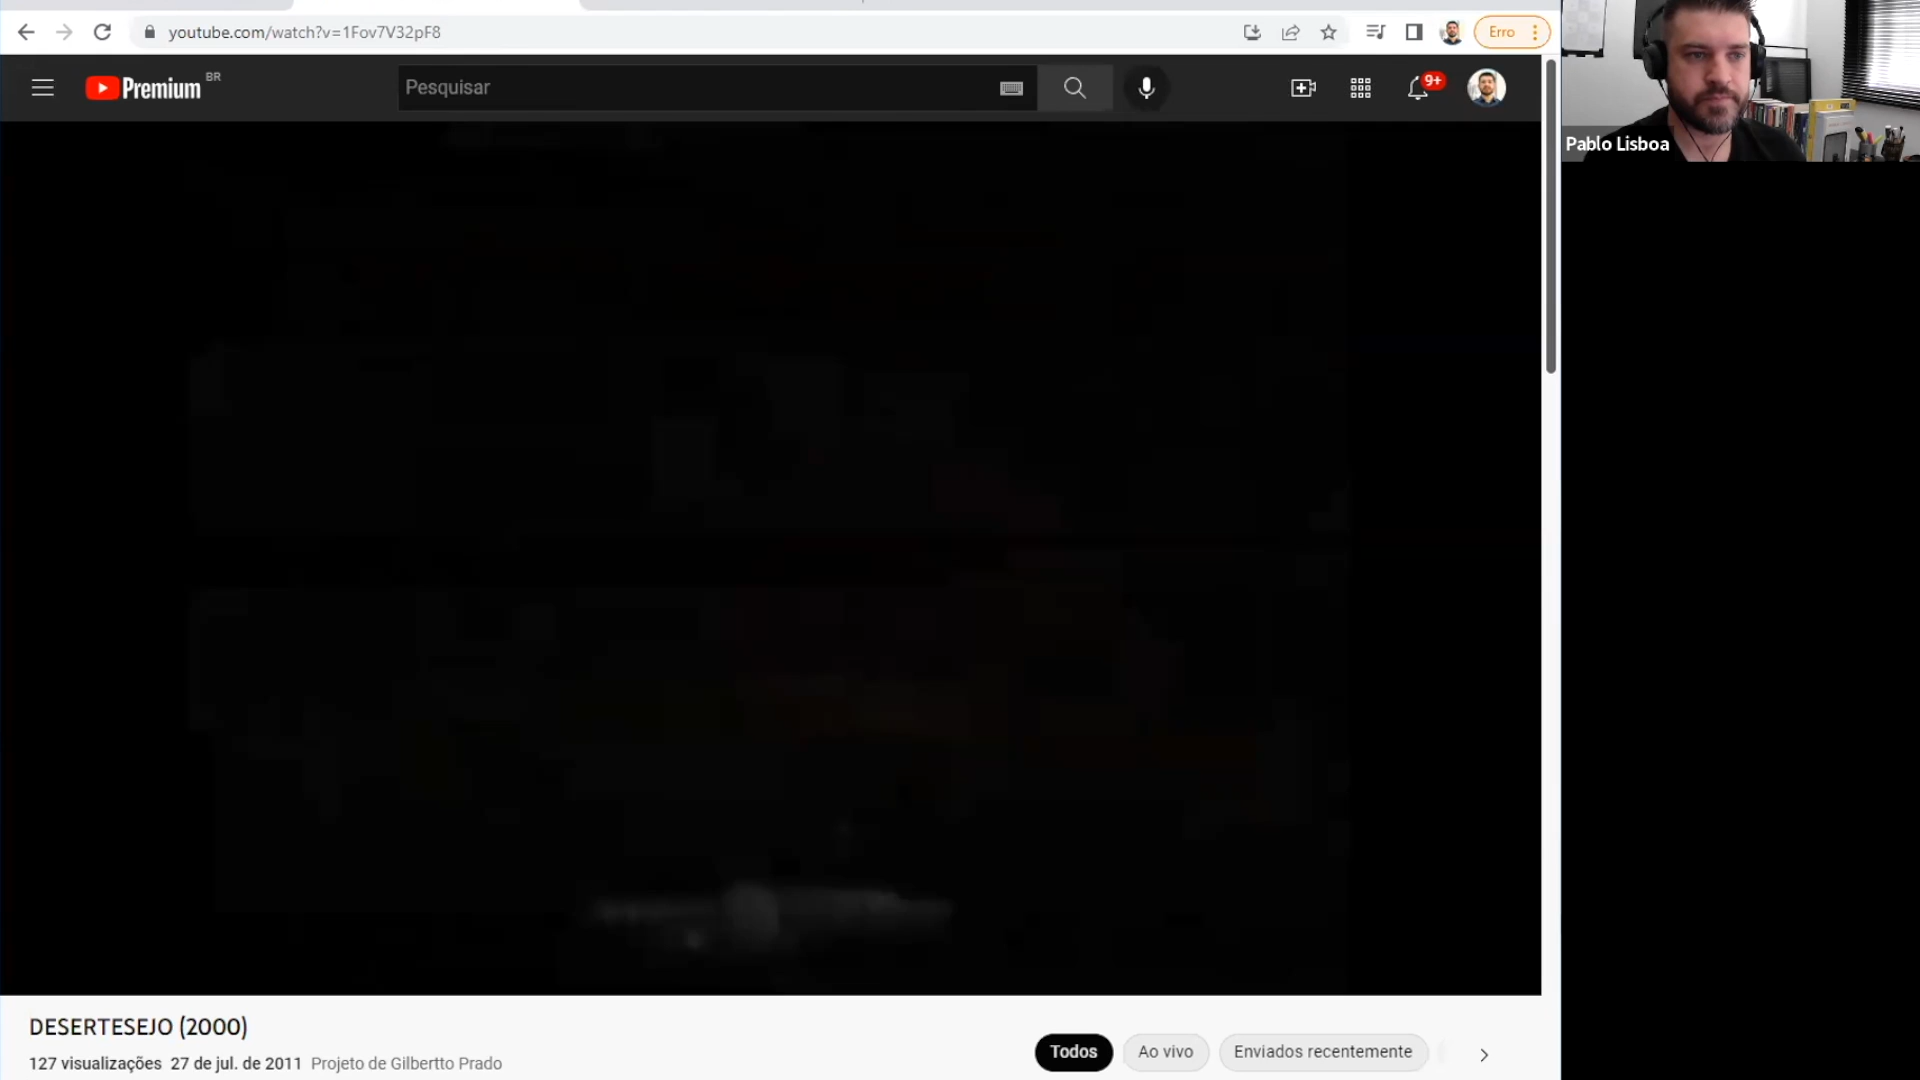 youtube.com/watch?v=1Fov7V32pF8
Erro
Premium BR
Pesquisar
9+
Pablo Lisboa
DESERTESEJO (2000)
127 visualizações 27 de jul. de 2011 Projeto de Gilbertto Prado
Todos
Ao vivo
Enviados recentemente